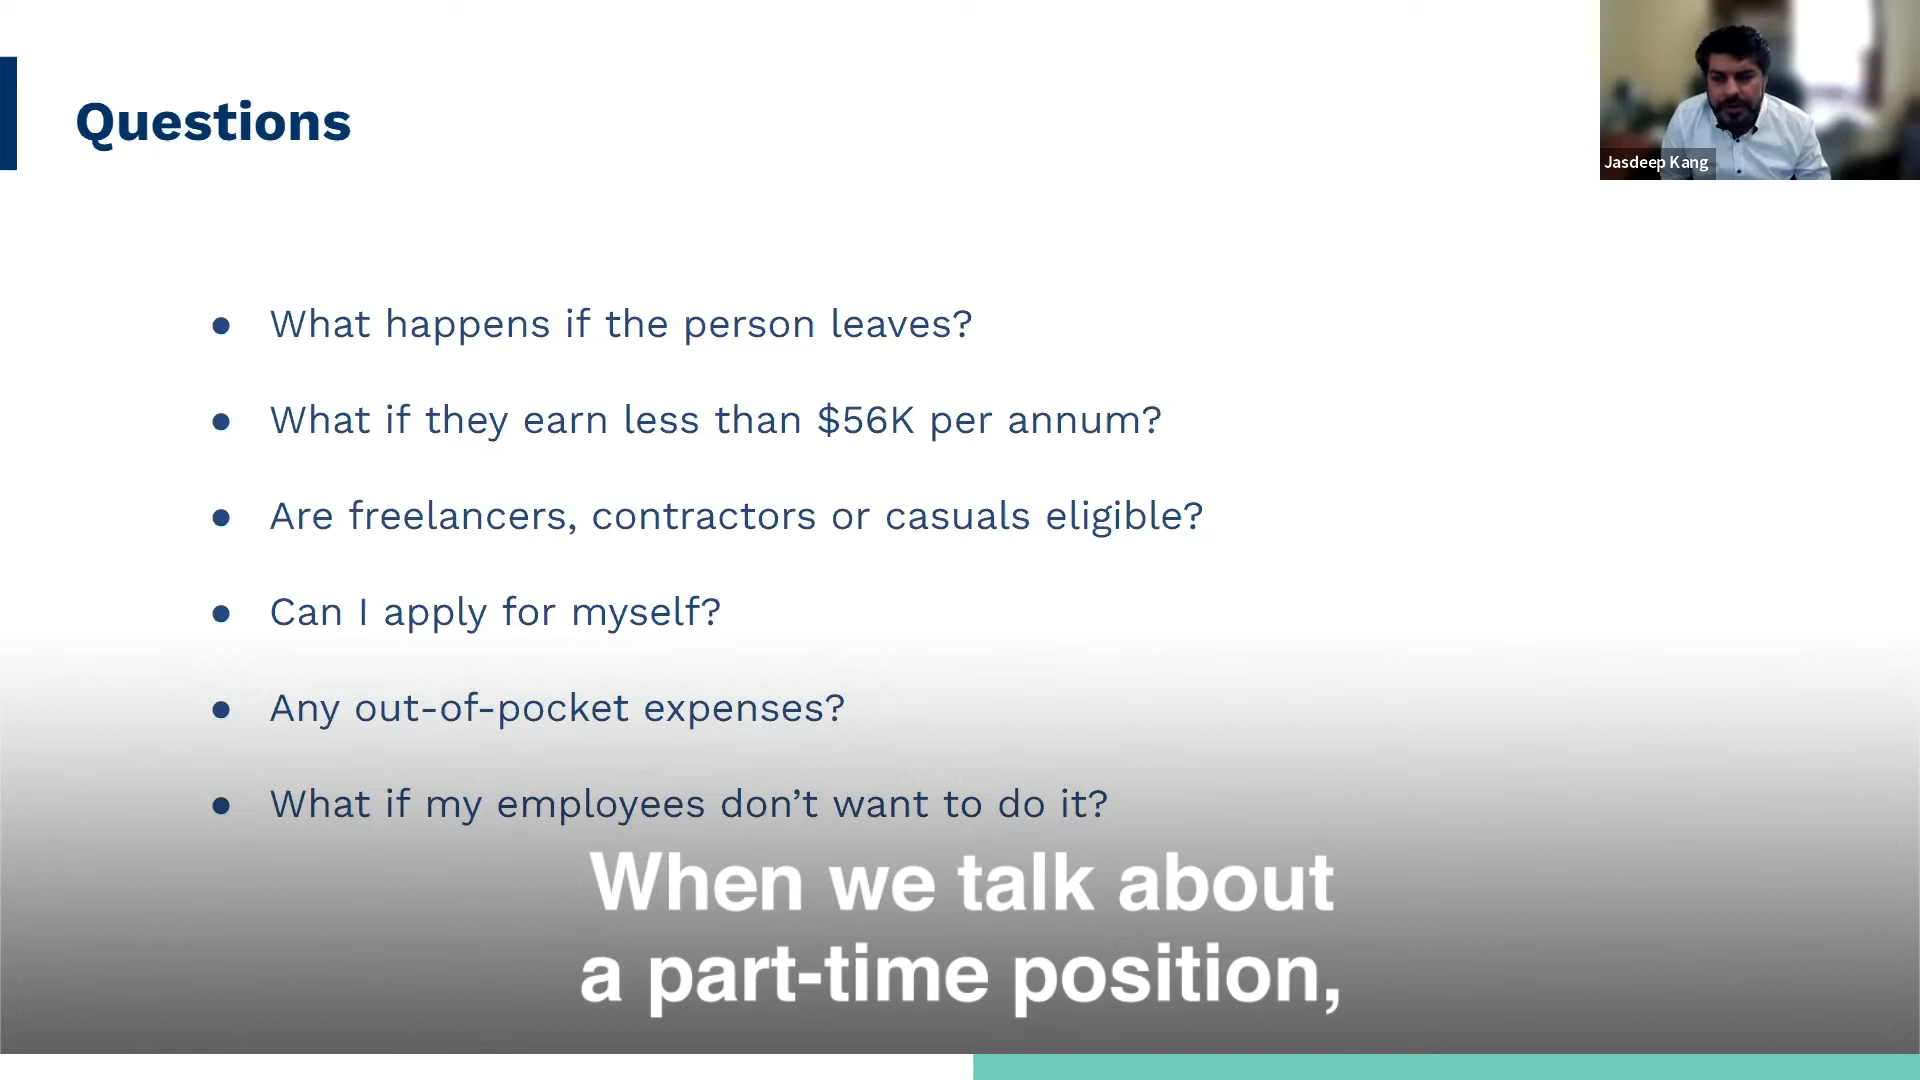 Questions
Jasdeep Kang
● What happens if the person leaves?
● What if they earn less than $56K per annum?
● Are freelancers, contractors or casuals eligible?
● Can I apply for myself?
● Any out-of-pocket expenses?
● What if my employees don’t want to do it?
When we talk about
a part-time position,